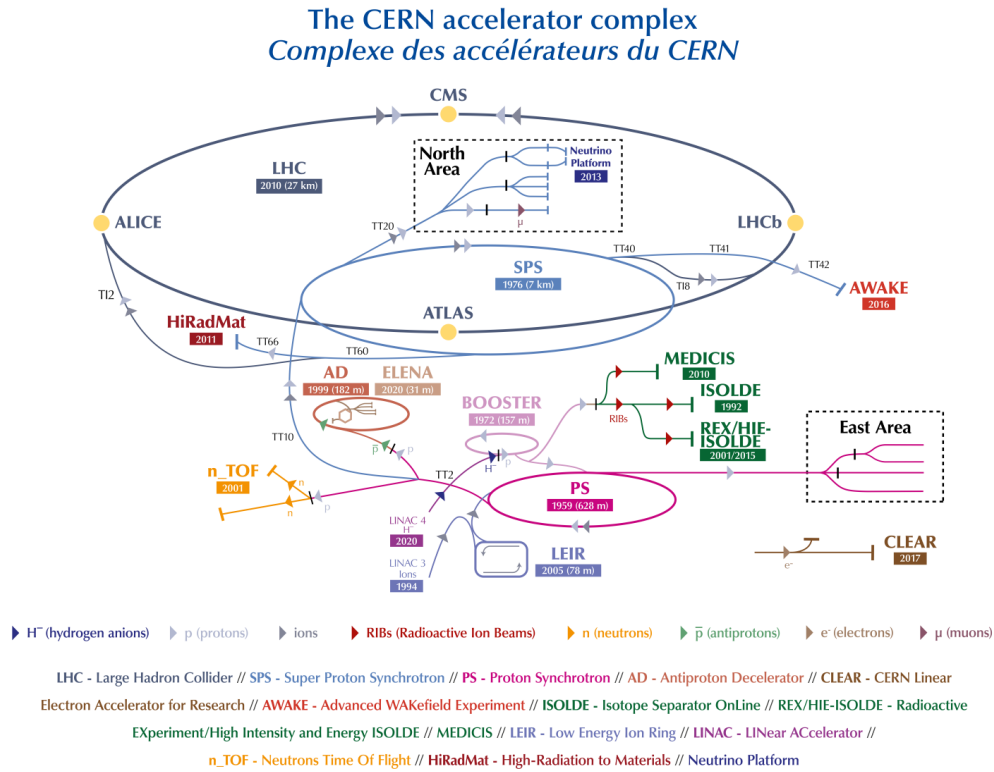 The CERN accelerator complex
Complexe des accélérateurs du CERN
CMS
North
Area
Neutrino
Platform
2013
LHC
2010 (27 km)
μ
ALICE
LHCb
TT20
TT40
TT41
SPS
1976 (7 km)
TT42
TI8
TI2
AWAKE
2016
ATLAS
HiRadMat
2011
TT66
TT60
MEDICIS
2010
AD
1999 (182 m)
ELENA
2020 (31 m)
ISOLDE
1992
BOOSTER
1972 (157 m)
RIBs
REX/HIE-
ISOLDE
2001/2015
East Area
TT10
p̅
p
H⁻
p
n_TOF
2001
TT2
n
n
p
PS
1959 (628 m)
LINAC 4
H⁻
2020
LINAC 3
Ions
1994
LEIR
2005 (78 m)
CLEAR
2017
e⁻
H⁻ (hydrogen anions) p (protons) ions RIBs (Radioactive Ion Beams) n (neutrons) p̅ (antiprotons) e⁻ (electrons) μ (muons)
LHC - Large Hadron Collider // SPS - Super Proton Synchrotron // PS - Proton Synchrotron // AD - Antiproton Decelerator // CLEAR - CERN Linear
Electron Accelerator for Research // AWAKE - Advanced WAKefield Experiment // ISOLDE - Isotope Separator OnLine // REX/HIE-ISOLDE - Radioactive
EXperiment/High Intensity and Energy ISOLDE // MEDICIS // LEIR - Low Energy Ion Ring // LINAC - LINear ACcelerator //
n_TOF - Neutrons Time Of Flight // HiRadMat - High-Radiation to Materials // Neutrino Platform